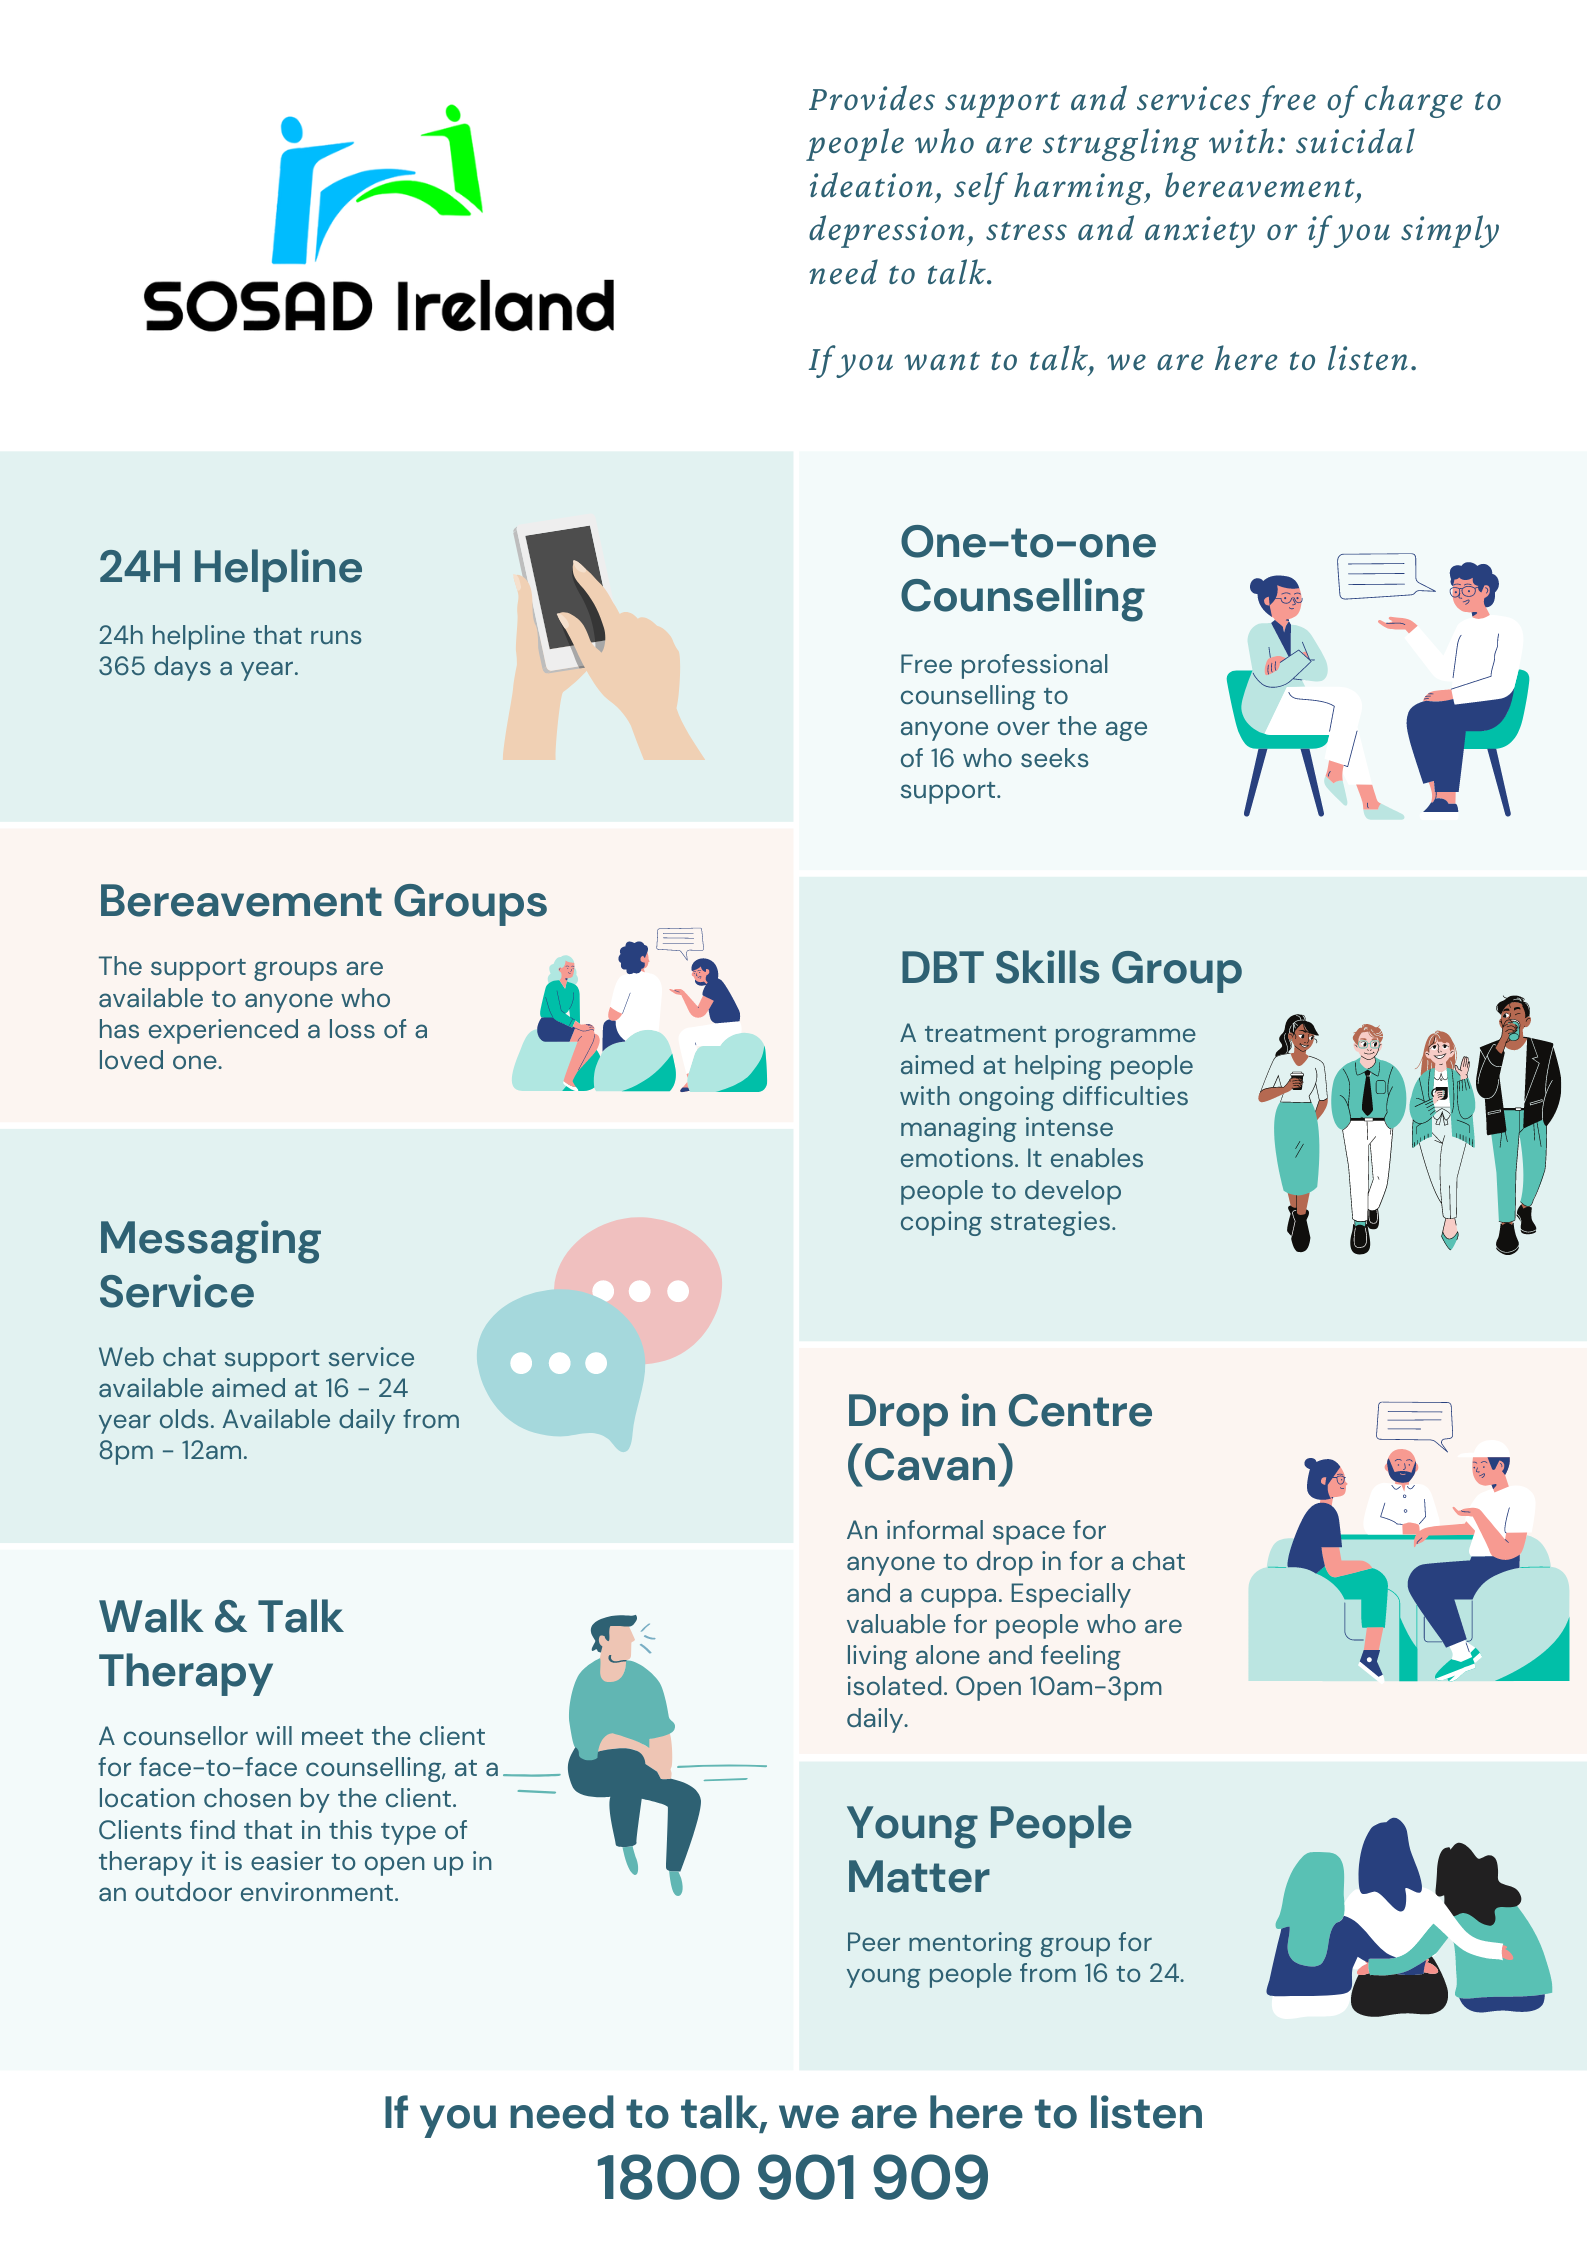 SOSAD Ireland
Provides support and services free of charge to
people who are struggling with: suicidal
ideation, self harming, bereavement,
depression, stress and anxiety or if you simply
need to talk.
If you want to talk, we are here to listen.
24H Helpline
24h helpline that runs
365 days a year.
One-to-one
Counselling
Free professional
counselling to
anyone over the age
of 16 who seeks
support.
Bereavement Groups
The support groups are
available to anyone who
has experienced a loss of a
loved one.
DBT Skills Group
A treatment programme
aimed at helping people
with ongoing difficulties
managing intense
emotions. It enables
people to develop
coping strategies.
Messaging
Service
Web chat support service
available aimed at 16 - 24
year olds. Available daily from
8pm - 12am.
Drop in Centre
(Cavan)
An informal space for
anyone to drop in for a chat
and a cuppa. Especially
valuable for people who are
living alone and feeling
isolated. Open 10am-3pm
daily.
Walk & Talk
Therapy
A counsellor will meet the client
for face-to-face counselling, at a
location chosen by the client.
Clients find that in this type of
therapy it is easier to open up in
an outdoor environment.
Young People
Matter
Peer mentoring group for
young people from 16 to 24.
If you need to talk, we are here to listen
1800 901 909